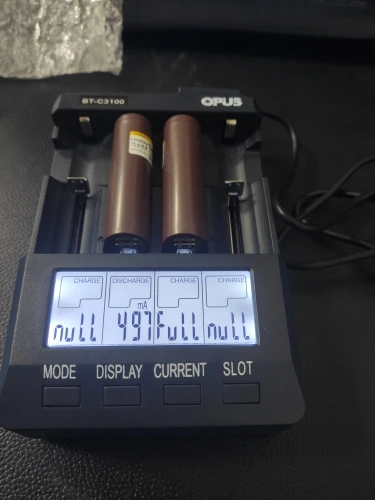 BT-C3100 OPUS
CHARGE DISCHARGE CHARGE CHARGE
mA
null 497 Full null
MODE DISPLAY CURRENT SLOT